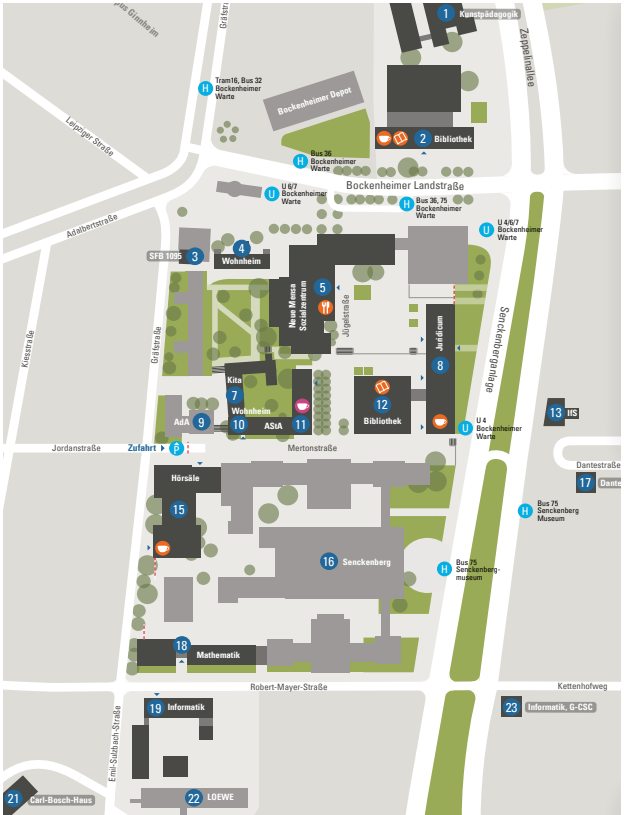 pus Ginnheim
Gräfstr
1
Kunstpädagogik
Zeppelinallee
H
Tram16, Bus 32
Bockenheimer
Warte
Bockenheimer Depot
Leipziger Straße
2
Bibliothek
H
Bus 36
Bockenheimer
Warte
Bockenheimer Landstraße
U
U 6/7
Bockenheimer
Warte
H
Bus 36, 75
Bockenheimer
Warte
U
U 4/6/7
Bockenheimer
Warte
Adalbertstraße
SFB 1095
3
4
Wohnheim
Neue Mensa
Sozialzentrum
5
Jügelstraße
Juridicum
8
Senckenberganlage
Kiesstraße
Gräfstraße
Kita
7
Wohnheim
10
AStA
11
12
Bibliothek
AdA
9
13
IfS
U
U 4
Bockenheimer
Warte
Jordanstraße
Zufahrt
P
Mertonstraße
Dantestraße
17
Dante
Hörsäle
15
H
Bus 75
Senckenberg
Museum
16
Senckenberg
H
Bus 75
Senckenberg-
museum
18
Mathematik
Robert-Mayer-Straße
Kettenhofweg
19
Informatik
23
Informatik, G-CSC
Emil-Sulzbach-Straße
21
Carl-Bosch-Haus
22
LOEWE